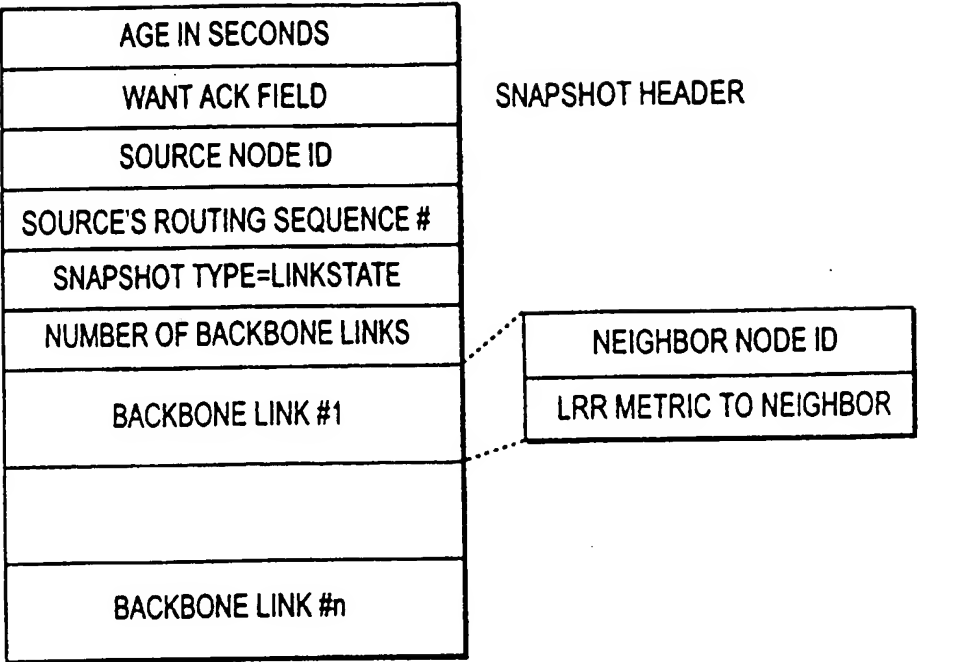 AGE IN SECONDS
WANT ACK FIELD
SNAPSHOT HEADER
SOURCE NODE ID
SOURCE'S ROUTING SEQUENCE #
SNAPSHOT TYPE=LINKSTATE
NUMBER OF BACKBONE LINKS
NEIGHBOR NODE ID
BACKBONE LINK #1
LRR METRIC TO NEIGHBOR
BACKBONE LINK #n